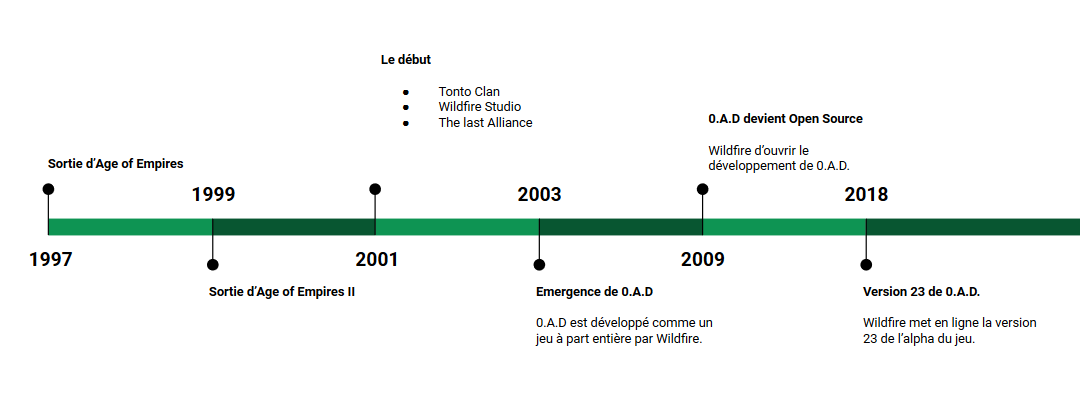 Le début
● Tonto Clan
● Wildfire Studio
● The last Alliance
0.A.D devient Open Source
Wildfire d’ouvrir le
développement de 0.A.D.
Sortie d’Age of Empires
1999
2003
2018
1997
2001
2009
Sortie d’Age of Empires II
Emergence de 0.A.D
0.A.D est développé comme un
jeu à part entière par Wildfire.
Version 23 de 0.A.D.
Wildfire met en ligne la version
23 de l’alpha du jeu.